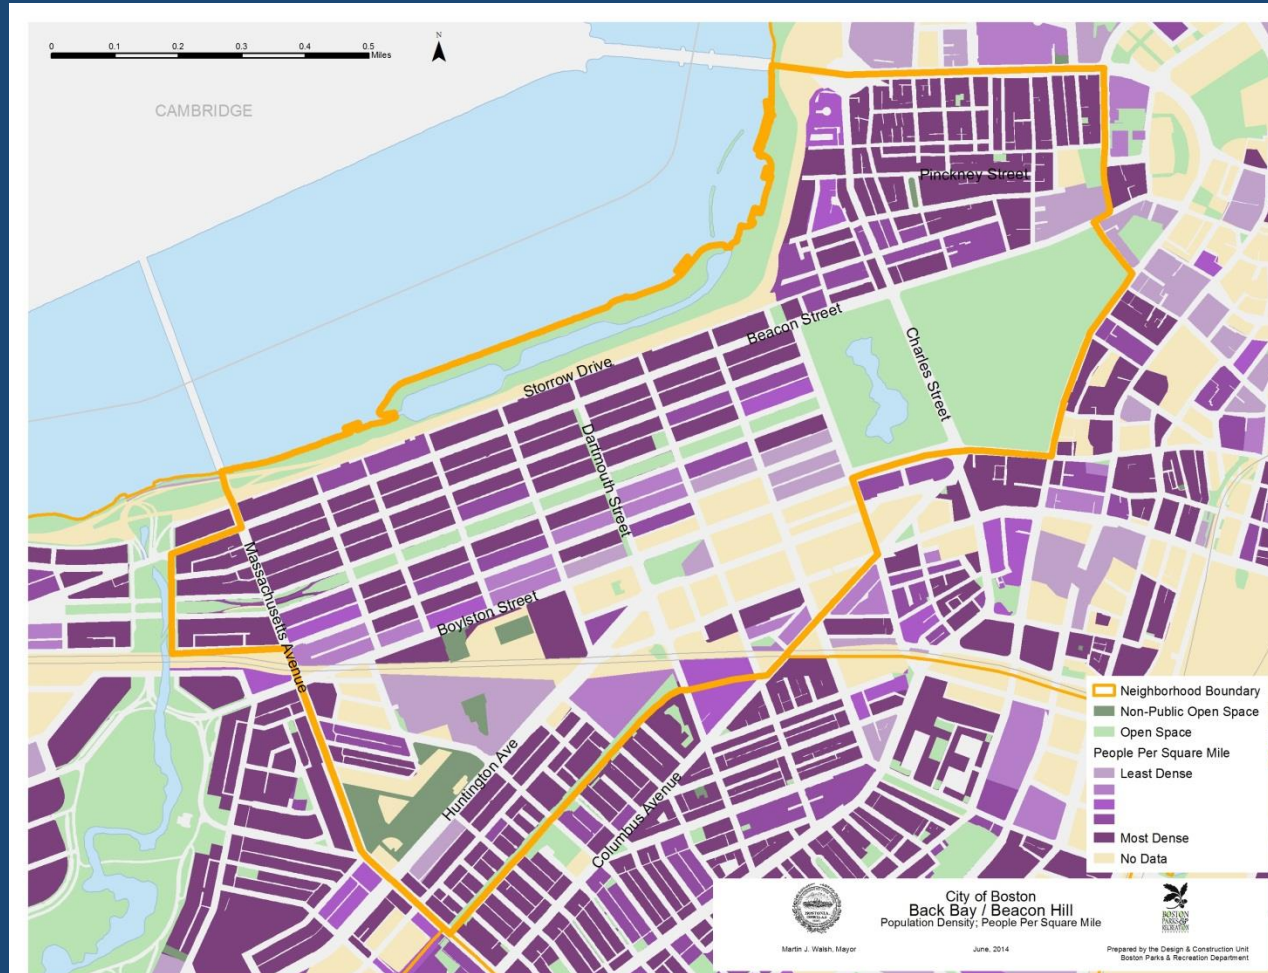 0 0.1 0.2 0.3 0.4 0.5
Miles
N
CAMBRIDGE
Pinckney Street
Beacon Street
Charles Street
Storrow Drive
Dartmouth Street
Massachusetts Avenue
Boylston Street
Huntington Ave
Columbus Avenue
Neighborhood Boundary
Non-Public Open Space
Open Space
People Per Square Mile
Least Dense
Most Dense
No Data
City of Boston
Back Bay / Beacon Hill
Population Density; People Per Square Mile
Martin J. Walsh, Mayor
June, 2014
BOSTON
PARKS &
RECREATION
Prepared by the Design & Construction Unit
Boston Parks & Recreation Department